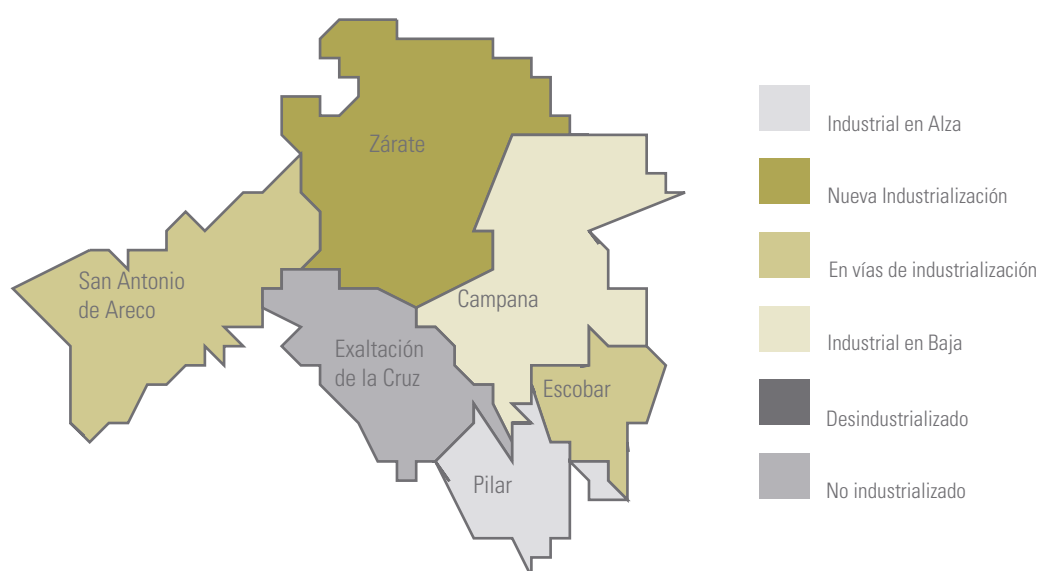 Zárate
San Antonio
de Areco
Campana
Exaltación
de la Cruz
Escobar
Pilar
Industrial en Alza
Nueva Industrialización
En vías de industrialización
Industrial en Baja
Desindustrializado
No industrializado